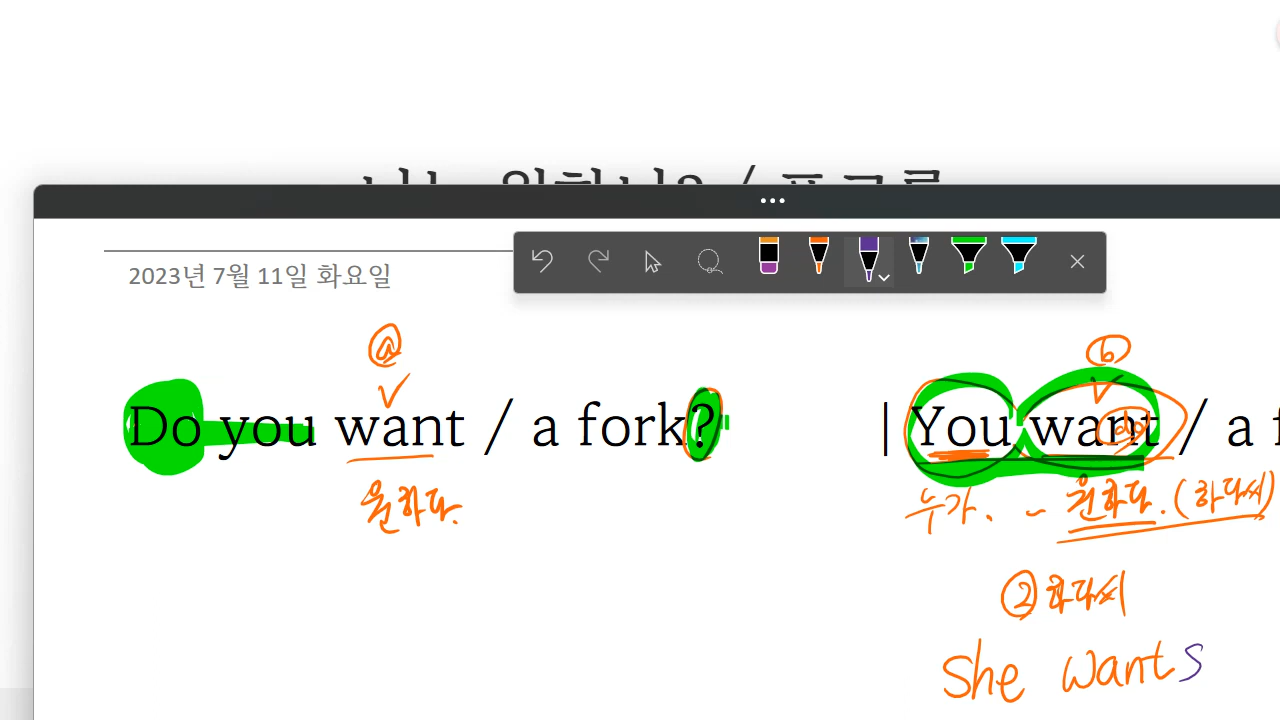 2023년 7월 11일 화요일
ⓐ
ⓑ
✓
Do you want / a fork?
| You want / a f
do
원하다.
누가. ~ 원하다. (하다씨)
② 하다씨
She wants